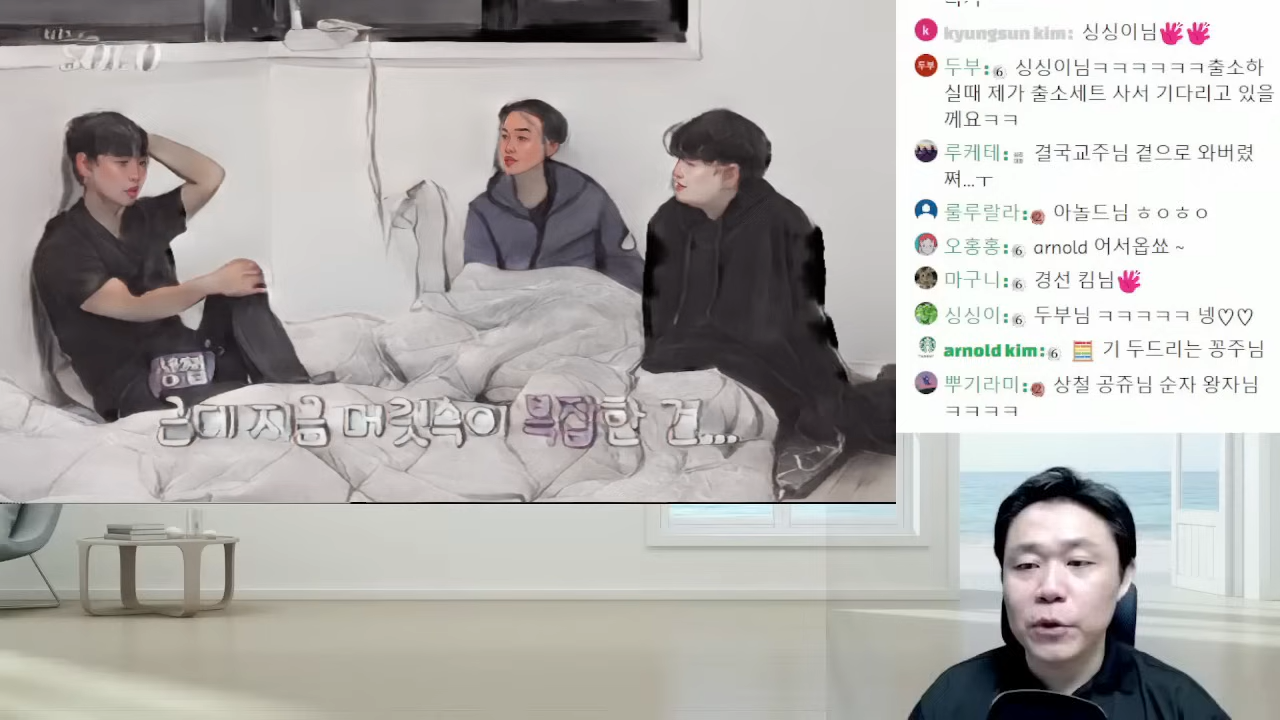 SOLO
상철
근데 지금 머릿속이 복잡한 건...
kyungsun kim: 싱싱이님
두부: 싱싱이님ㅋㅋㅋㅋㅋㅋ출소하
실때 제가 출소세트 사서 기다리고 있을
께요ㅋㅋ
루케테: 결국교주님 곁으로 와버렸
쪄...ㅜ
룰루랄라: 아놀드님 ㅎㅇㅎㅇ
오홍홍: arnold 어서옵쑈 ~
마구니: 경선 킴님
싱싱이: 두부님 ㅋㅋㅋㅋㅋ 넹♡♡
arnold kim: 기 두드리는 꽁주님
뿌기라미: 상철 공쥬님 순자 왕자님
ㅋㅋㅋㅋ